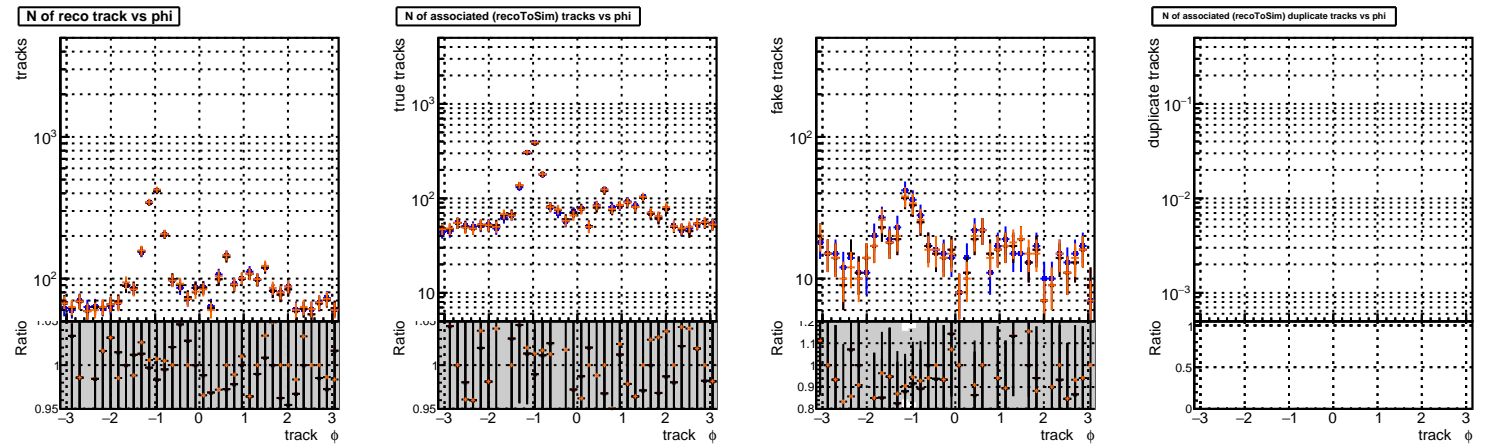 N of reco track vs phi
tracks
10³
10²
Ratio
1.05
1
0.95
−3 −2 −1 0 1 2 3
track ϕ
N of associated (recoToSim) tracks vs phi
true tracks
10³
10²
10
Ratio
1.05
1
0.95
−3 −2 −1 0 1 2 3
track ϕ
fake tracks
10²
10
Ratio
1.2
1.1
1
0.9
0.8
−3 −2 −1 0 1 2 3
track ϕ
N of associated (recoToSim) duplicate tracks vs phi
duplicate tracks
10⁻¹
10⁻²
10⁻³
Ratio
1
0.5
0
−3 −2 −1 0 1 2 3
track ϕ